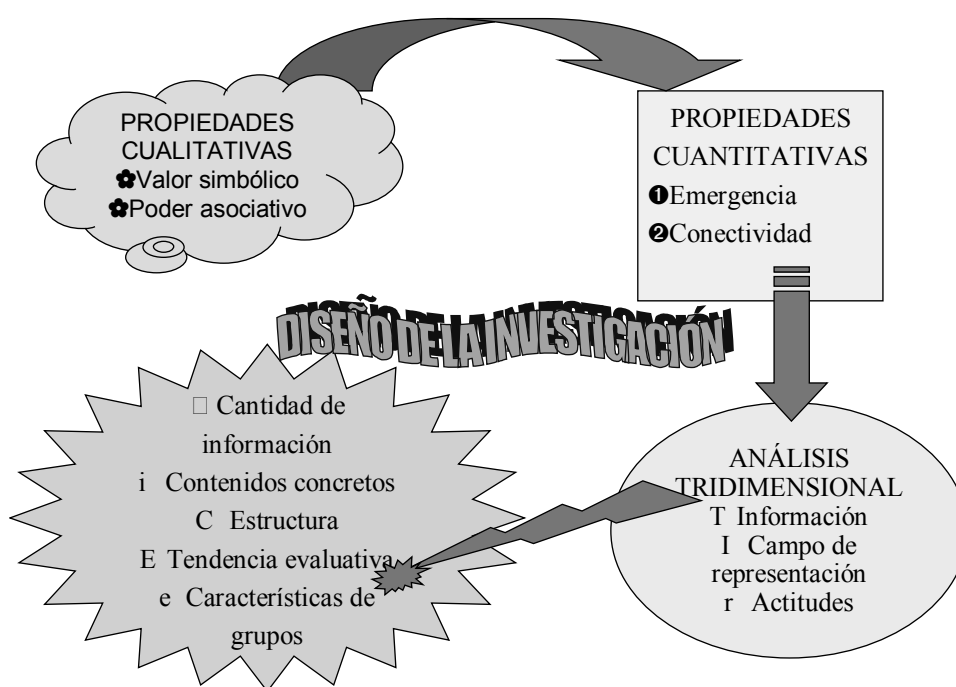 PROPIEDADES
CUALITATIVAS
✿Valor simbólico
✿Poder asociativo
PROPIEDADES
CUANTITATIVAS
❶Emergencia
❷Conectividad
DISEÑO DE LA INVESTIGACIÓN
□ Cantidad de
información
i Contenidos concretos
C Estructura
E Tendencia evaluativa
e Características de
grupos
ANÁLISIS
TRIDIMENSIONAL
T Información
I Campo de
representación
r Actitudes